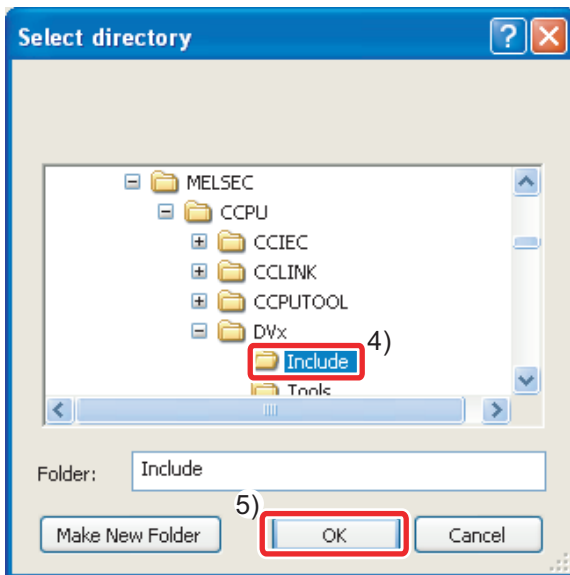 Select directory
MELSEC
CCPU
CCIEC
CCLINK
CCPUTOOL
DVx
4)
Include
Tools
Folder: Include
5)
Make New Folder OK Cancel